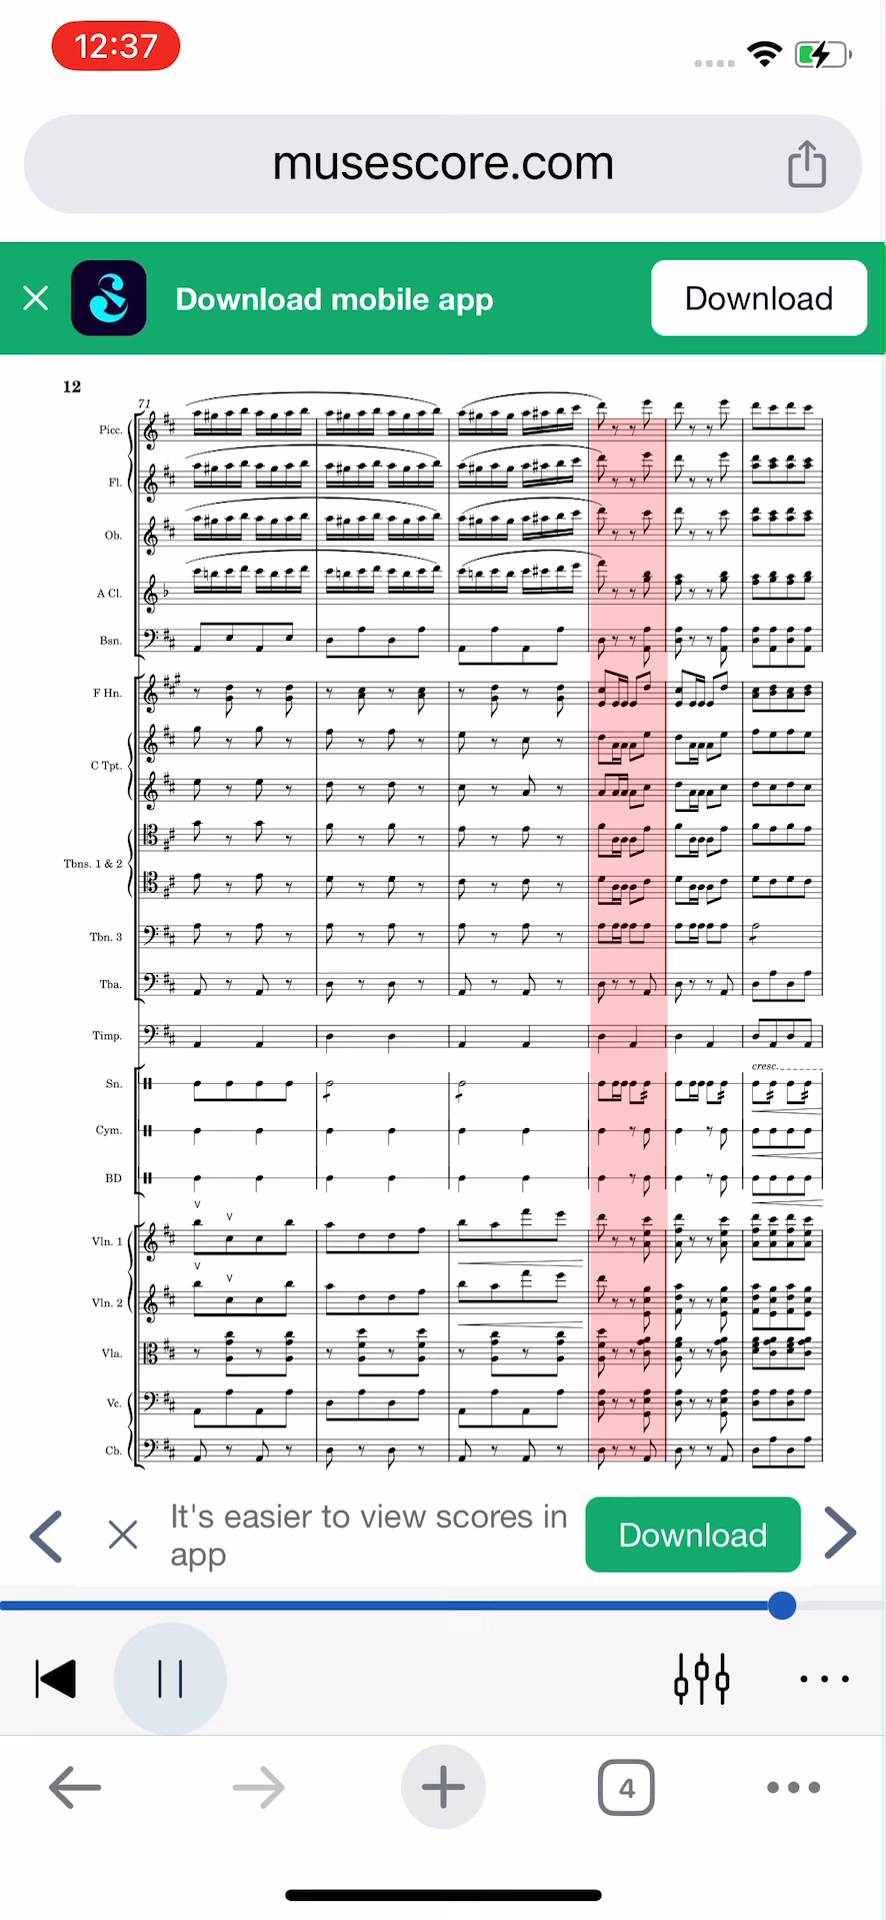 12:37
musescore.com
Download mobile app
Download
12
71
Picc.
Fl.
Ob.
A Cl.
Bsn.
F Hn.
C Tpt.
Tbns. 1 & 2
Tbn. 3
Tba.
Timp.
cresc.
Sn.
Cym.
BD
Vln. 1
Vln. 2
Vla.
Vc.
Cb.
It's easier to view scores in
app
Download
4